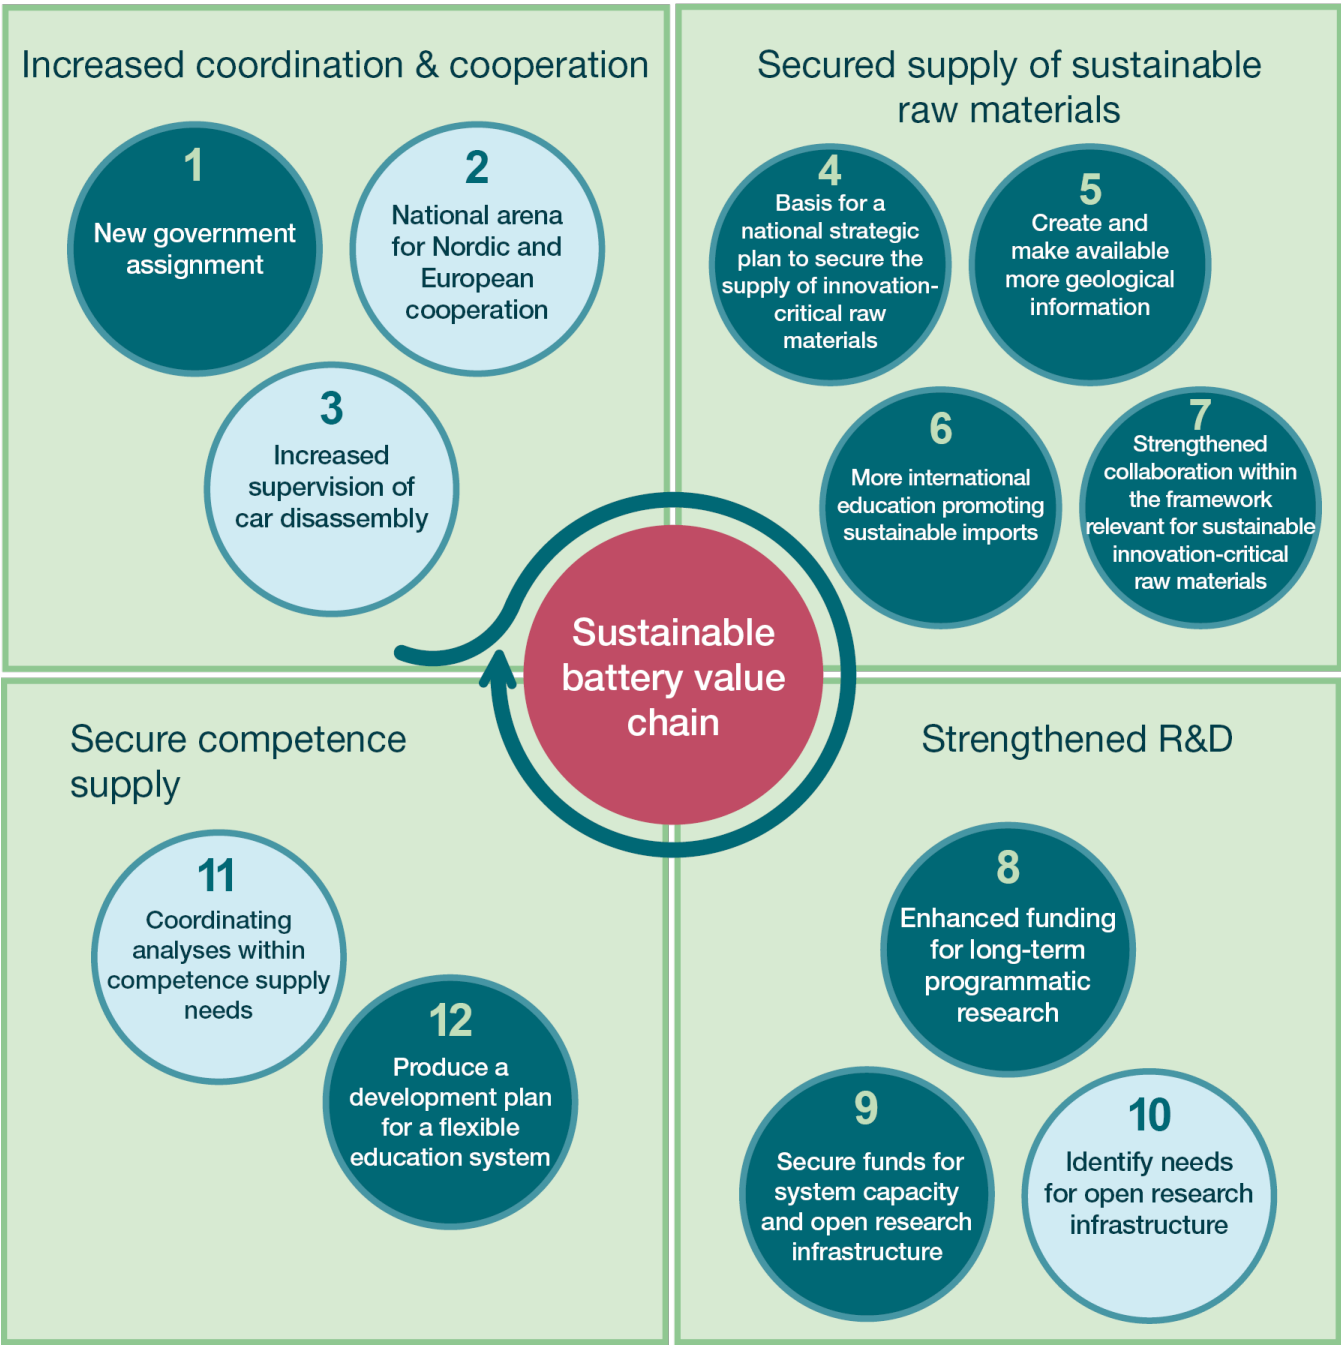 Increased coordination & cooperation
1
New government
assignment
2
National arena
for Nordic and
European
cooperation
3
Increased
supervision of
car disassembly
Secured supply of sustainable
raw materials
4
Basis for a
national strategic
plan to secure the
supply of innovation-
critical raw
materials
5
Create and
make available
more geological
information
6
More international
education promoting
sustainable imports
7
Strengthened
collaboration within
the framework
relevant for sustainable
innovation-critical
raw materials
Sustainable
battery value
chain
Strengthened R&D
8
Enhanced funding
for long-term
programmatic
research
9
Secure funds for
system capacity
and open research
infrastructure
10
Identify needs
for open research
infrastructure
Secure competence
supply
11
Coordinating
analyses within
competence supply
needs
12
Produce a
development plan
for a flexible
education system